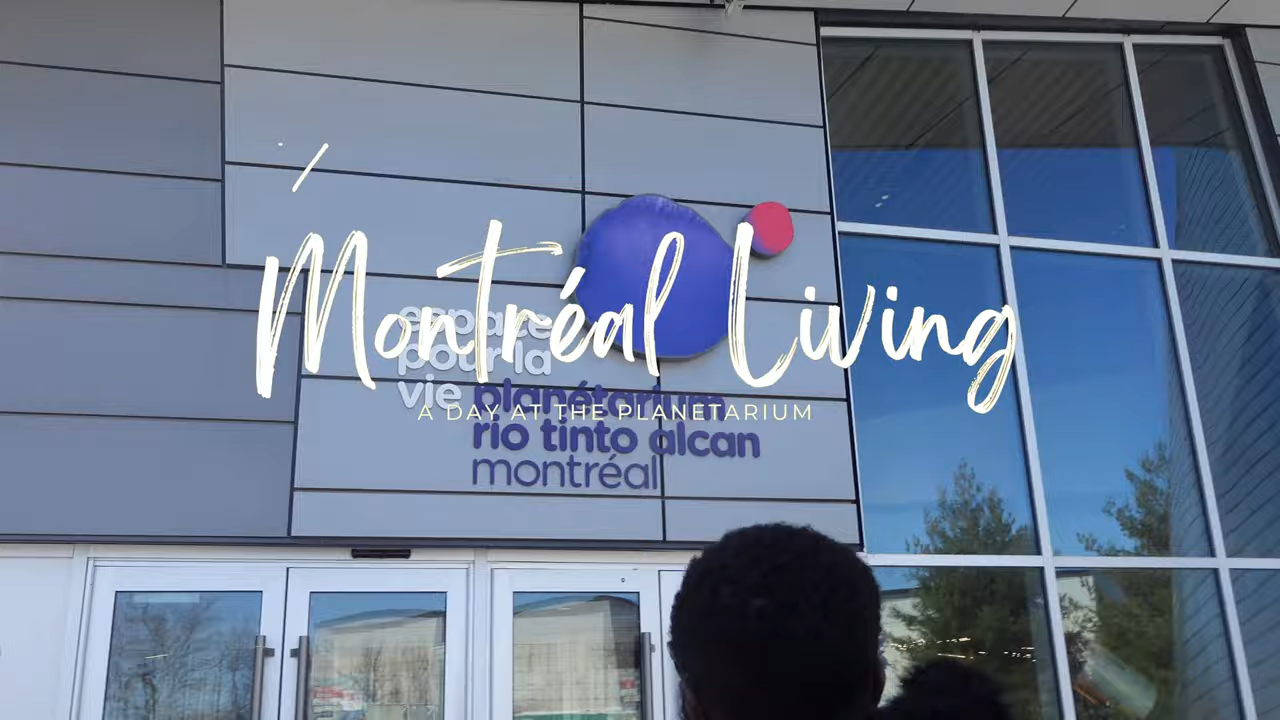 Montréal Living
espace
pour la
vie planétarium
A DAY AT THE PLANETARIUM
rio tinto alcan
montréal